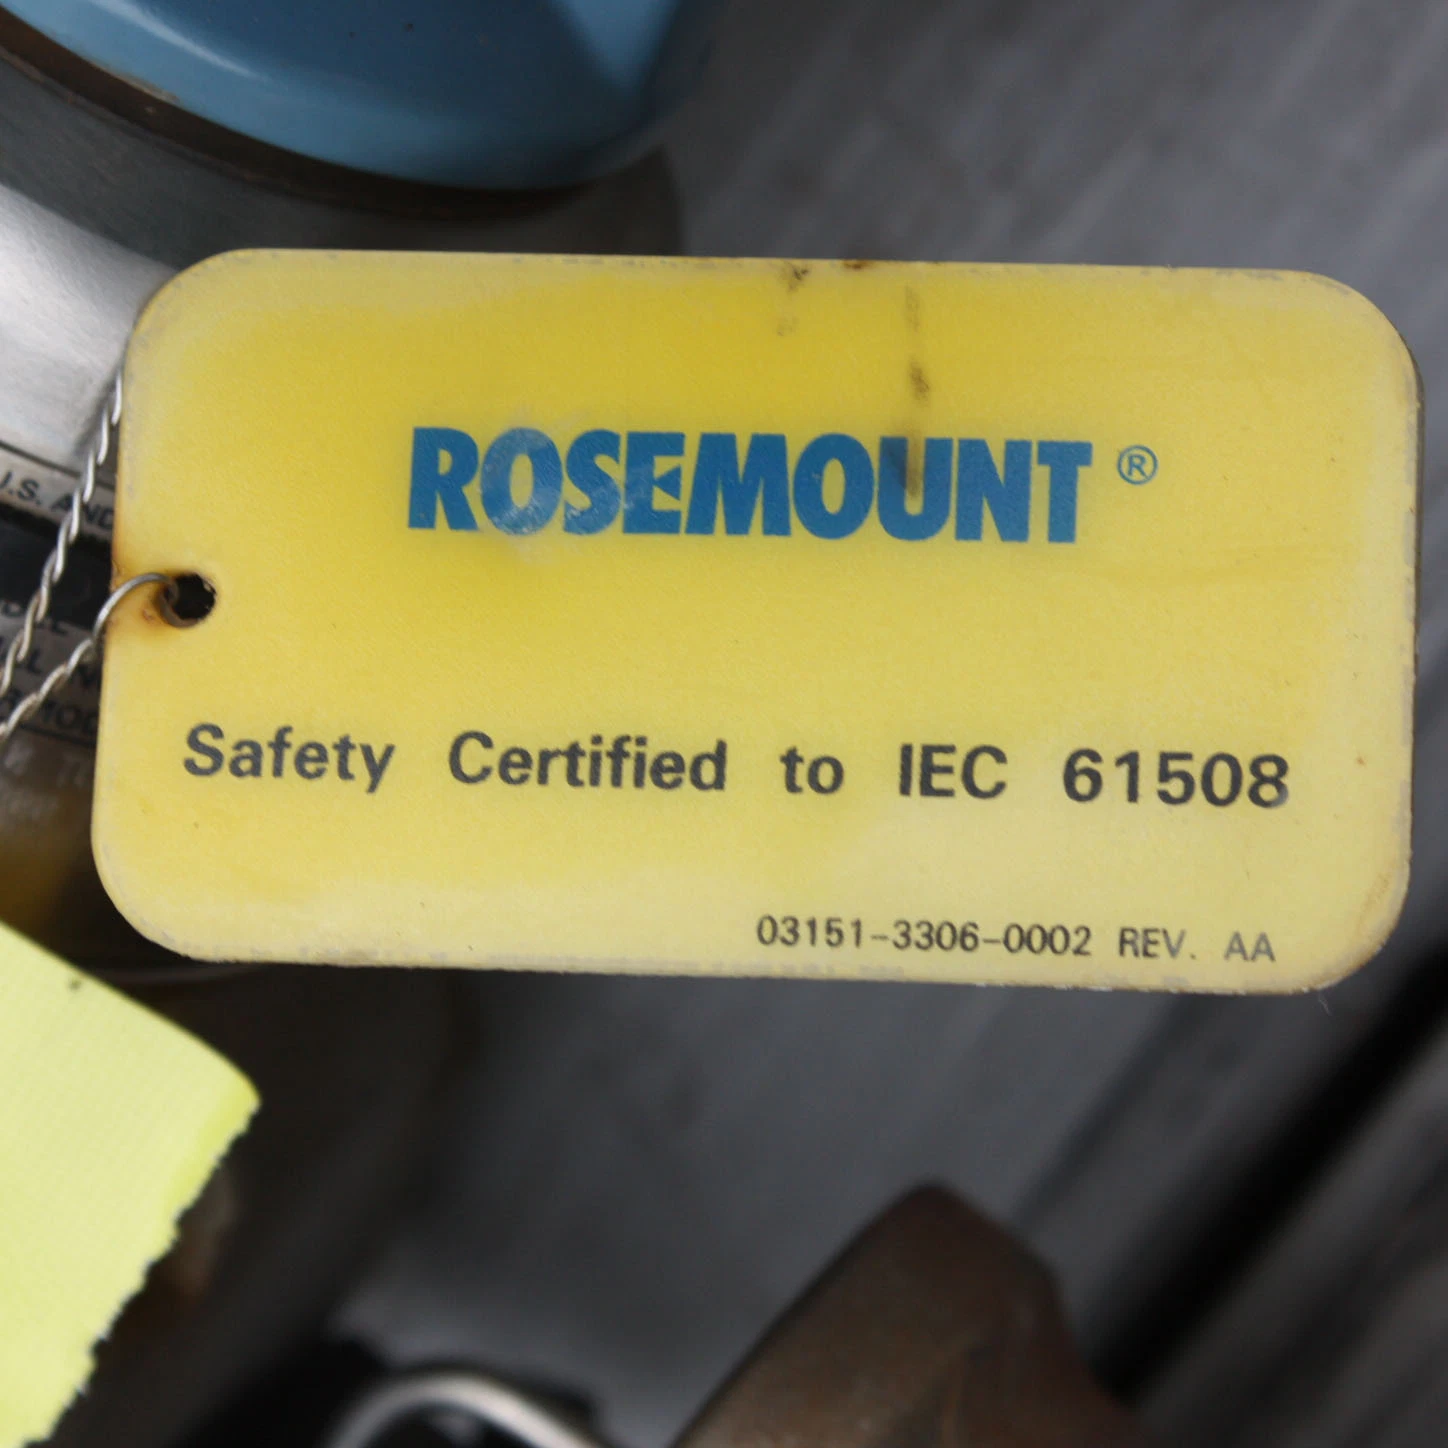 ROSEMOUNT®
Safety Certified to IEC 61508
03151-3306-0002 REV. AA